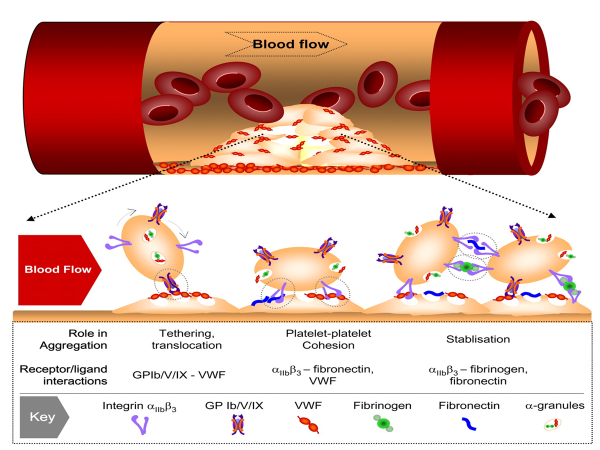 Blood flow
Blood Flow
Role in
Aggregation
Tethering,
translocation
Platelet-platelet
Cohesion
Stablisation
Receptor/ligand
interactions
GPIb/V/IX - VWF
αIIbβ3 – fibronectin,
VWF
αIIbβ3 – fibrinogen,
fibronectin
Key
Integrin αIIbβ3
GP Ib/V/IX
VWF
Fibrinogen
Fibronectin
α-granules